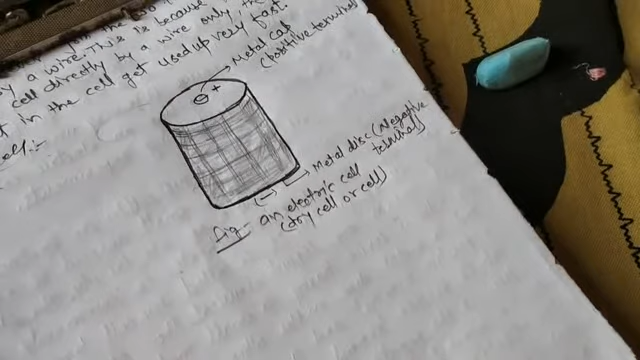 by a wire. This is because
cell directly by a wire only, the
in the cell get used up very fast.
cell:-
Metal cap
(positive terminal
+
Metal disc (Negative
terminal)
(-)
fig:- an electric cell
(dry cell or cell)